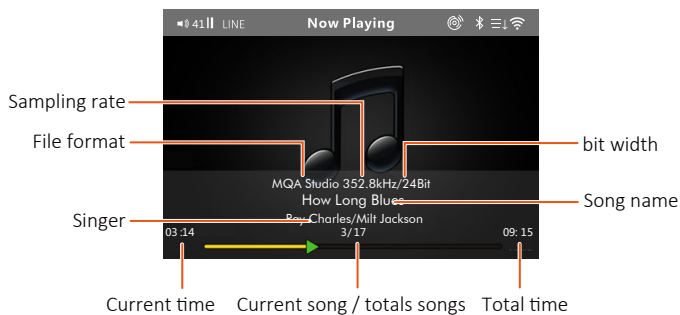 41 LINE Now Playing
Sampling rate
File format
bit width
MQA Studio 352.8kHz/24Bit
How Long Blues
Song name
Singer
Ray Charles/Milt Jackson
03:14 3/17 09:15
Current time Current song / totals songs Total time